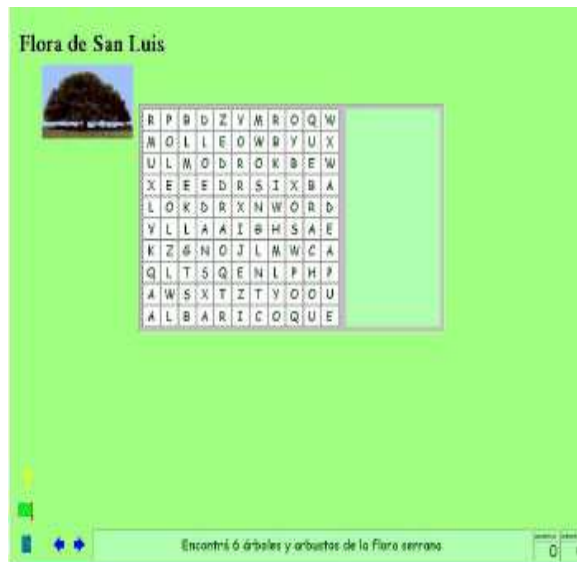 Flora de San Luis
R P B D Z Y M R O Q W
M O L L E O W B Y U X
U L M O D R O K B E W
X E E E D R S I X B A
L O K D R X N W O R D
Y L L A A I G H S A E
K Z G N O J L M W C A
Q L T S Q E N L P H P
A W S X T Z T Y O O U
A L B A R I C O Q U E
Encontrá 6 árboles y arbustos de la flora serrana
0